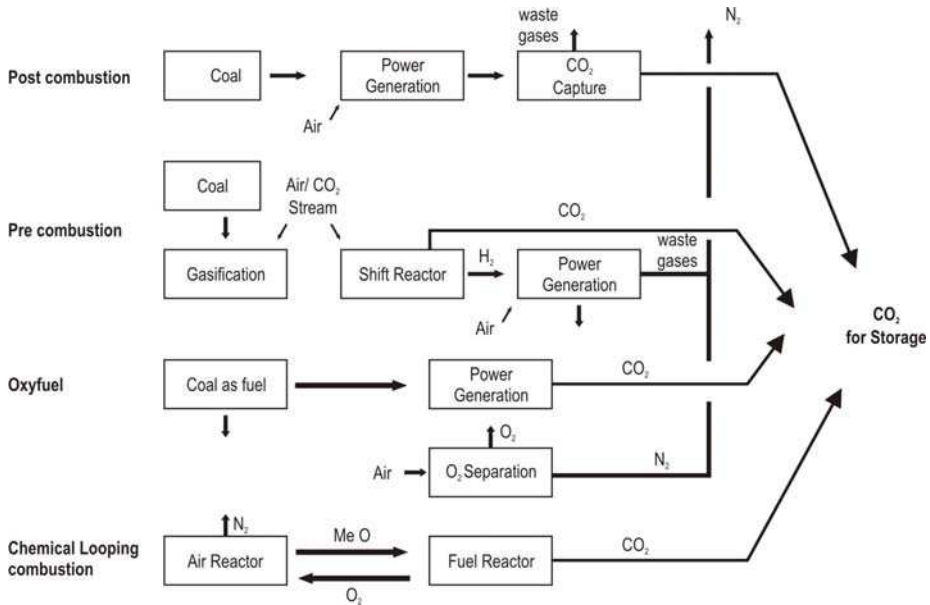 waste
gases
N₂
Post combustion
Coal
Power
Generation
CO₂
Capture
Air
Coal
Air/ CO₂
Stream
Pre combustion
CO₂
Gasification
Shift Reactor
H₂
Power
Generation
waste
gases
Air
CO₂
for Storage
Oxyfuel
Coal as fuel
Power
Generation
CO₂
O₂
Air
O₂ Separation
N₂
N₂
Chemical Looping
combustion
Air Reactor
Me O
O₂
Fuel Reactor
CO₂